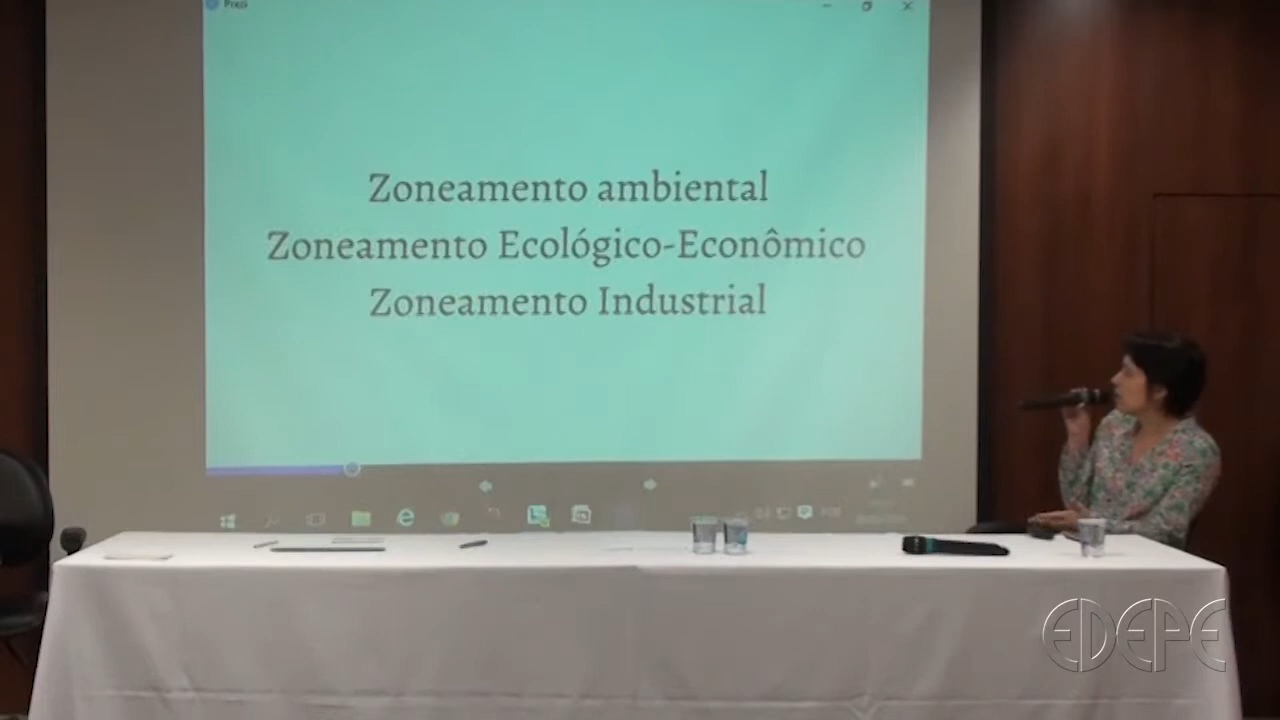 Prezi
Zoneamento ambiental
Zoneamento Ecológico-Econômico
Zoneamento Industrial
EDEPE